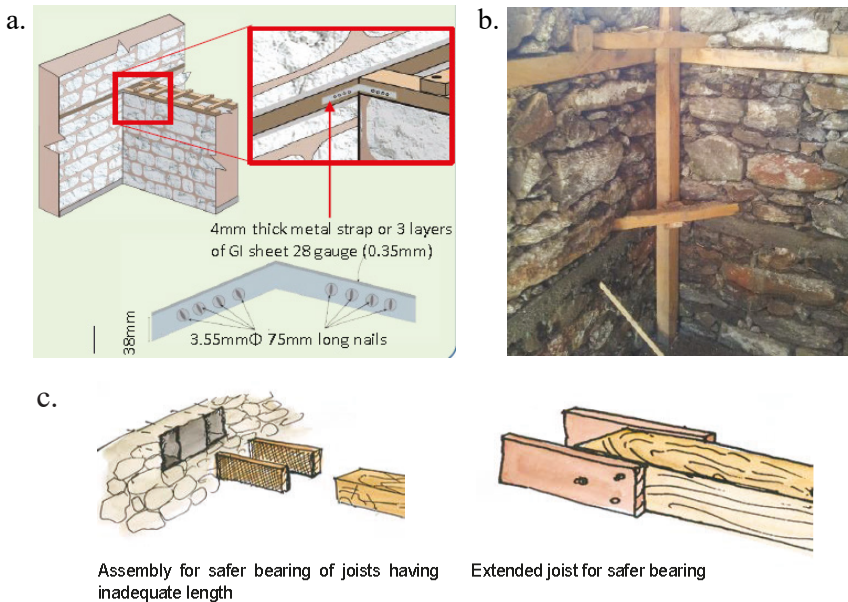 a.
b.
4mm thick metal strap or 3 layers
of GI sheet 28 gauge (0.35mm)
38mm
3.55mmΦ 75mm long nails
c.
Assembly for safer bearing of joists having
inadequate length
Extended joist for safer bearing